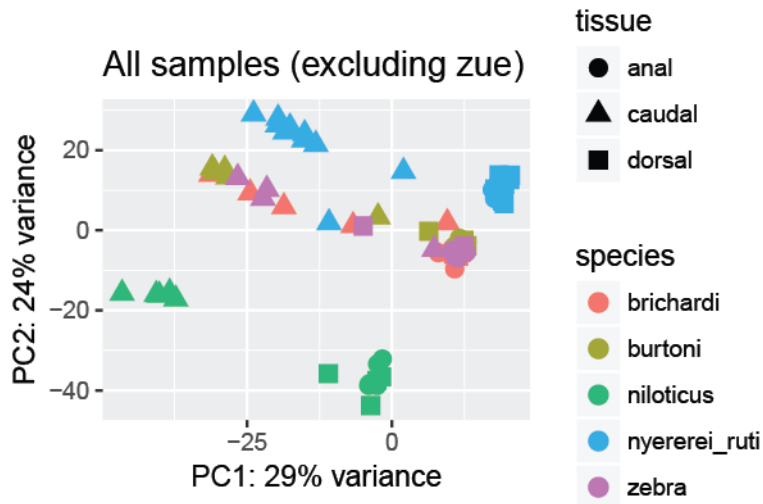 All samples (excluding zue)
PC2: 24% variance
20
0
−20
−40
−25
0
PC1: 29% variance
tissue
anal
caudal
dorsal
species
brichardi
burtoni
niloticus
nyererei_ruti
zebra